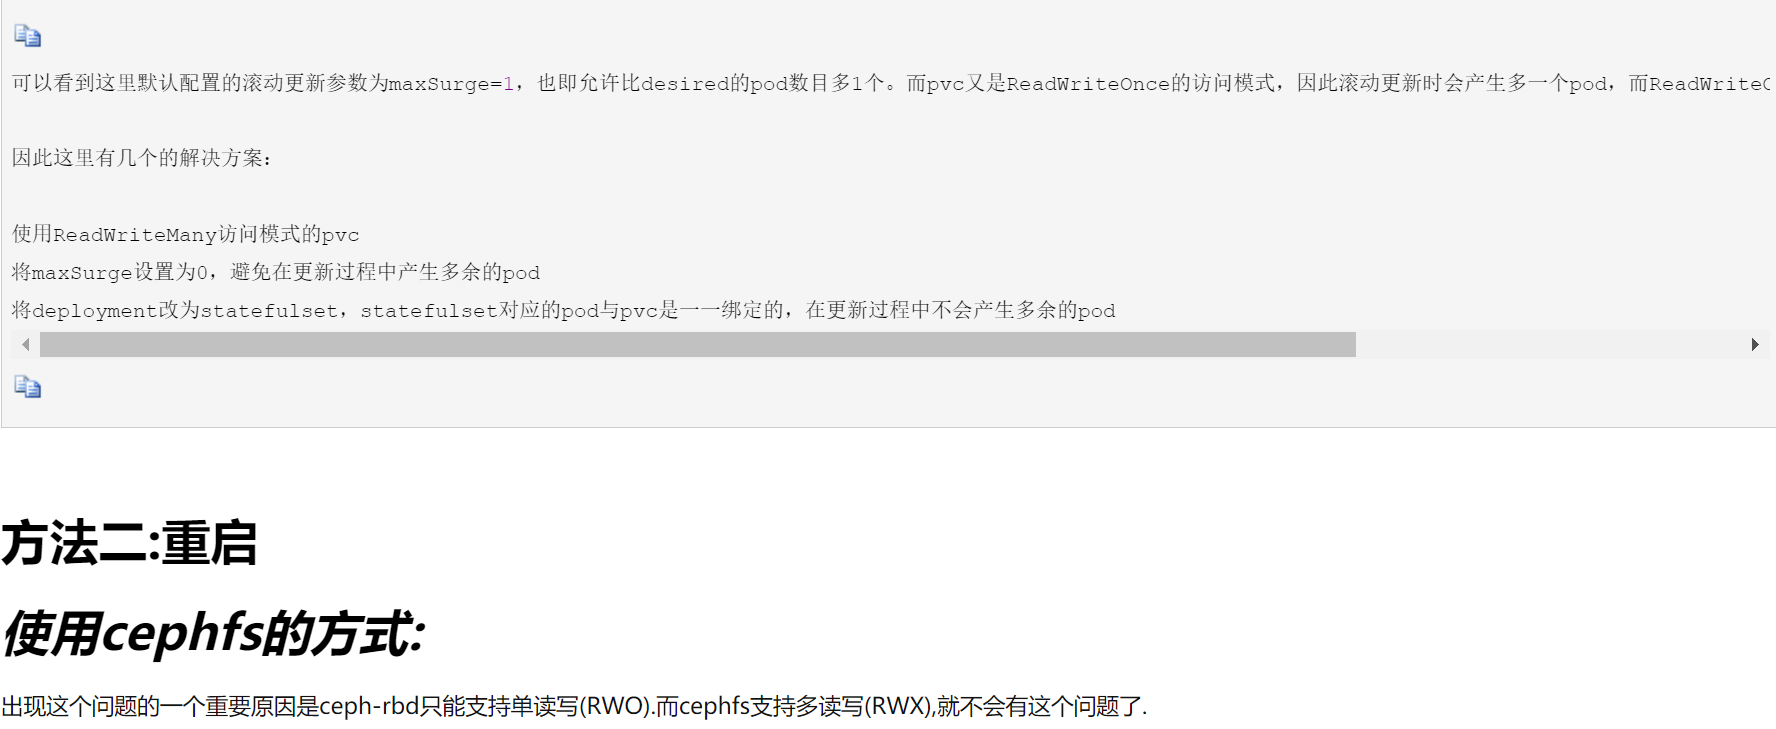 可以看到这里默认配置的滚动更新参数为maxSurge=1，也即允许比desired的pod数目多1个。而pvc又是ReadWriteOnce的访问模式，因此滚动更新时会产生多一个pod，而ReadWriteO
因此这里有几个的解决方案：
使用ReadWriteMany访问模式的pvc
将maxSurge设置为0，避免在更新过程中产生多余的pod
将deployment改为statefulset，statefulset对应的pod与pvc是一一绑定的，在更新过程中不会产生多余的pod
方法二:重启
使用cephfs的方式:
出现这个问题的一个重要原因是ceph-rbd只能支持单读写(RWO).而cephfs支持多读写(RWX),就不会有这个问题了.